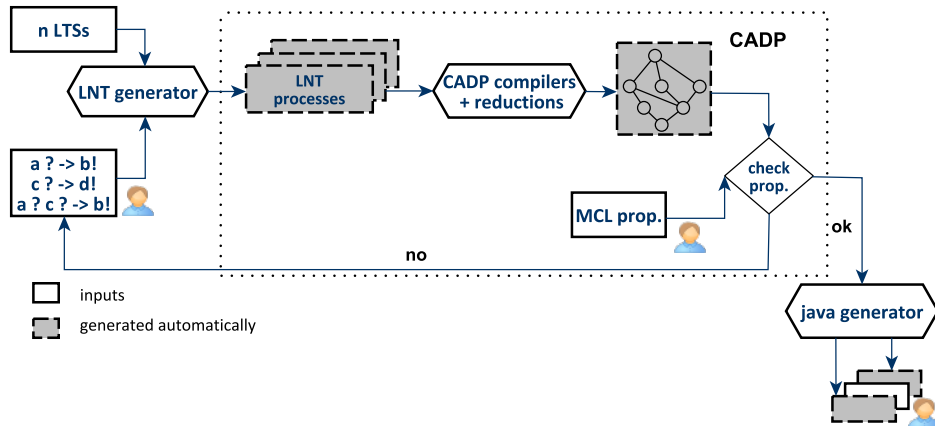 n LTSs
CADP
LNT generator
LNT
processes
CADP compilers
+ reductions
a ? -> b!
c ? -> d!
a ? c ? -> b!
check
prop.
MCL prop.
ok
no
inputs
generated automatically
java generator